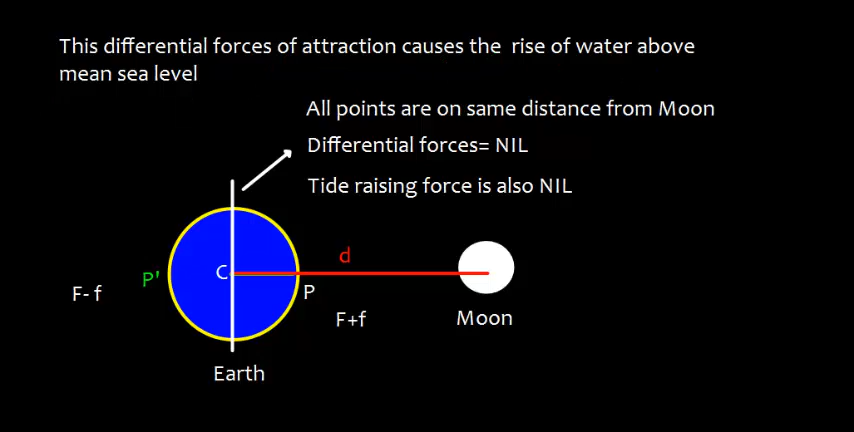 This differential forces of attraction causes the rise of water above
mean sea level
All points are on same distance from Moon
Differential forces= NIL
Tide raising force is also NIL
d
C
P'
F- f
P
F+f
Moon
Earth